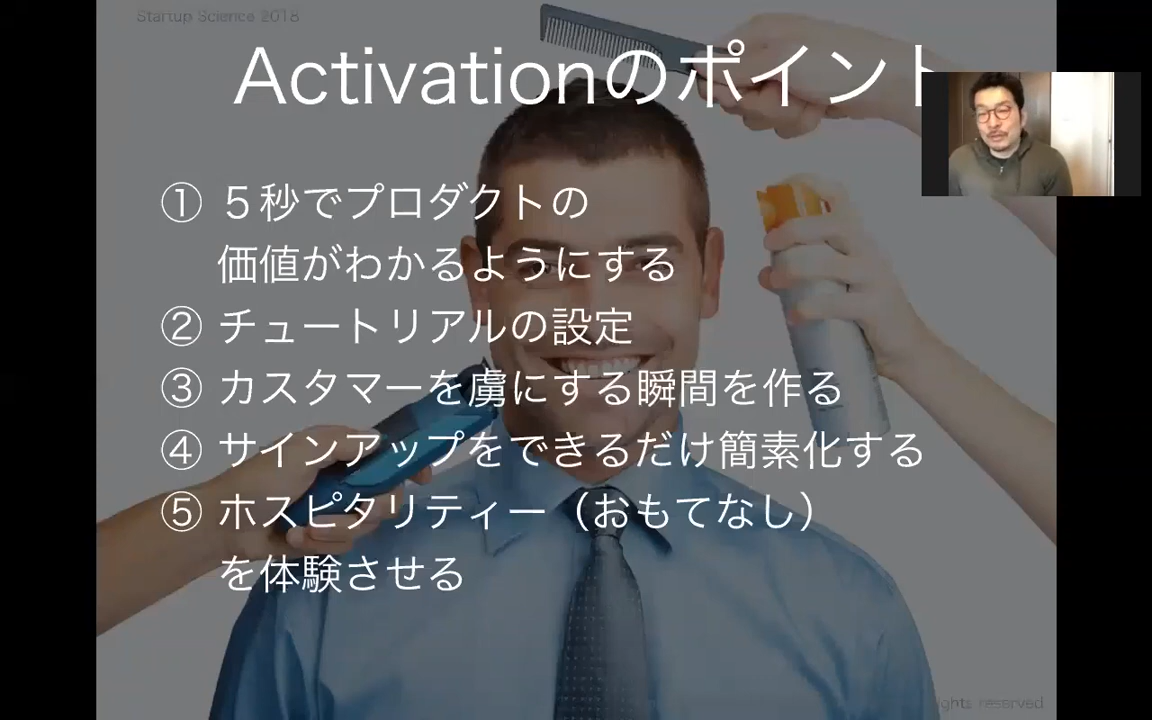 Startup Science 2018
Activationのポイント
① ５秒でプロダクトの
価値がわかるようにする
② チュートリアルの設定
③ カスタマーを虜にする瞬間を作る
④ サインアップをできるだけ簡素化する
⑤ ホスピタリティー（おもてなし）
を体験させる
reserved